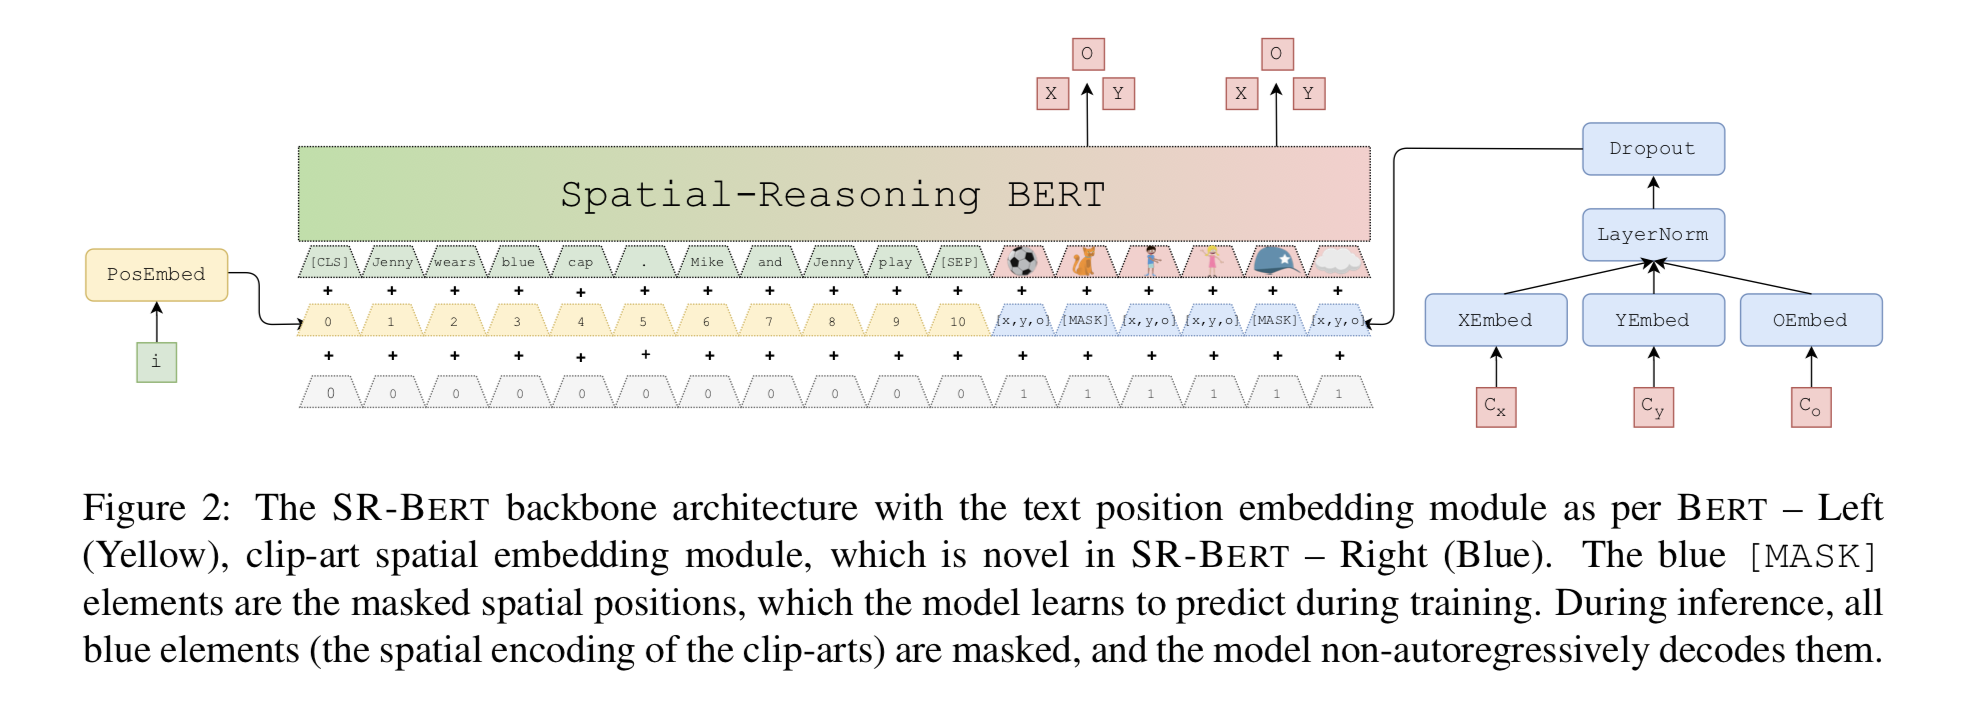 O O
X Y X Y
Dropout
Spatial-Reasoning BERT
LayerNorm
PosEmbed
[CLS] Jenny wears blue cap . Mike and Jenny play [SEP]
+ + + + + + + + + + + + + + + + +
0 1 2 3 4 5 6 7 8 9 10 [x,y,o] [MASK] [x,y,o] [x,y,o] [MASK] [x,y,o]
XEmbed YEmbed OEmbed
i
+ + + + + + + + + + + + + + + + +
0 0 0 0 0 0 0 0 0 0 0 1 1 1 1 1 1
Cx Cy Co
Figure 2: The SR-BERT backbone architecture with the text position embedding module as per BERT – Left
(Yellow), clip-art spatial embedding module, which is novel in SR-BERT – Right (Blue). The blue [MASK]
elements are the masked spatial positions, which the model learns to predict during training. During inference, all
blue elements (the spatial encoding of the clip-arts) are masked, and the model non-autoregressively decodes them.